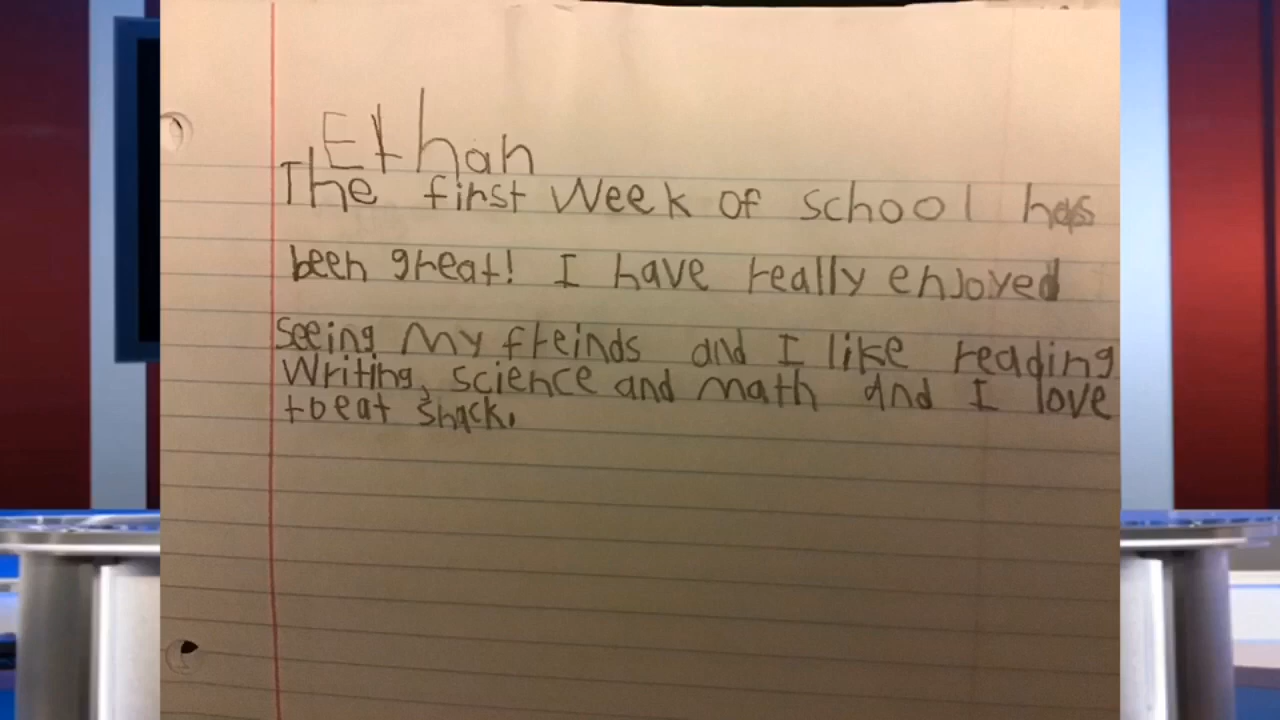 Ethan
The first Week of school has
been great! I have really enjoyed
seeing My freinds and I like reading
Writing, science and math and I love
to eat snack.